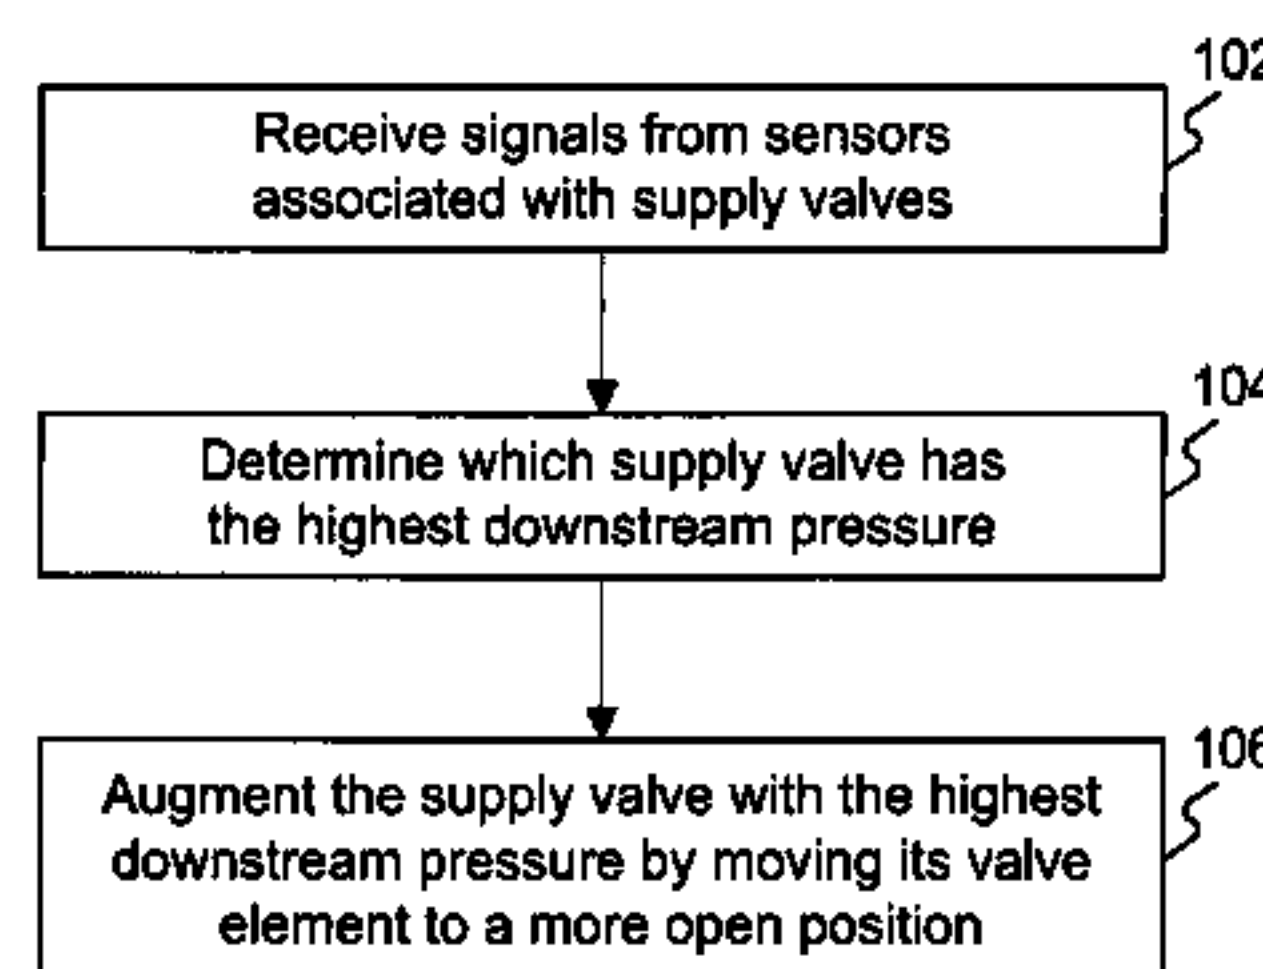 102
Receive signals from sensors
associated with supply valves
104
Determine which supply valve has
the highest downstream pressure
106
Augment the supply valve with the highest
downstream pressure by moving its valve
element to a more open position